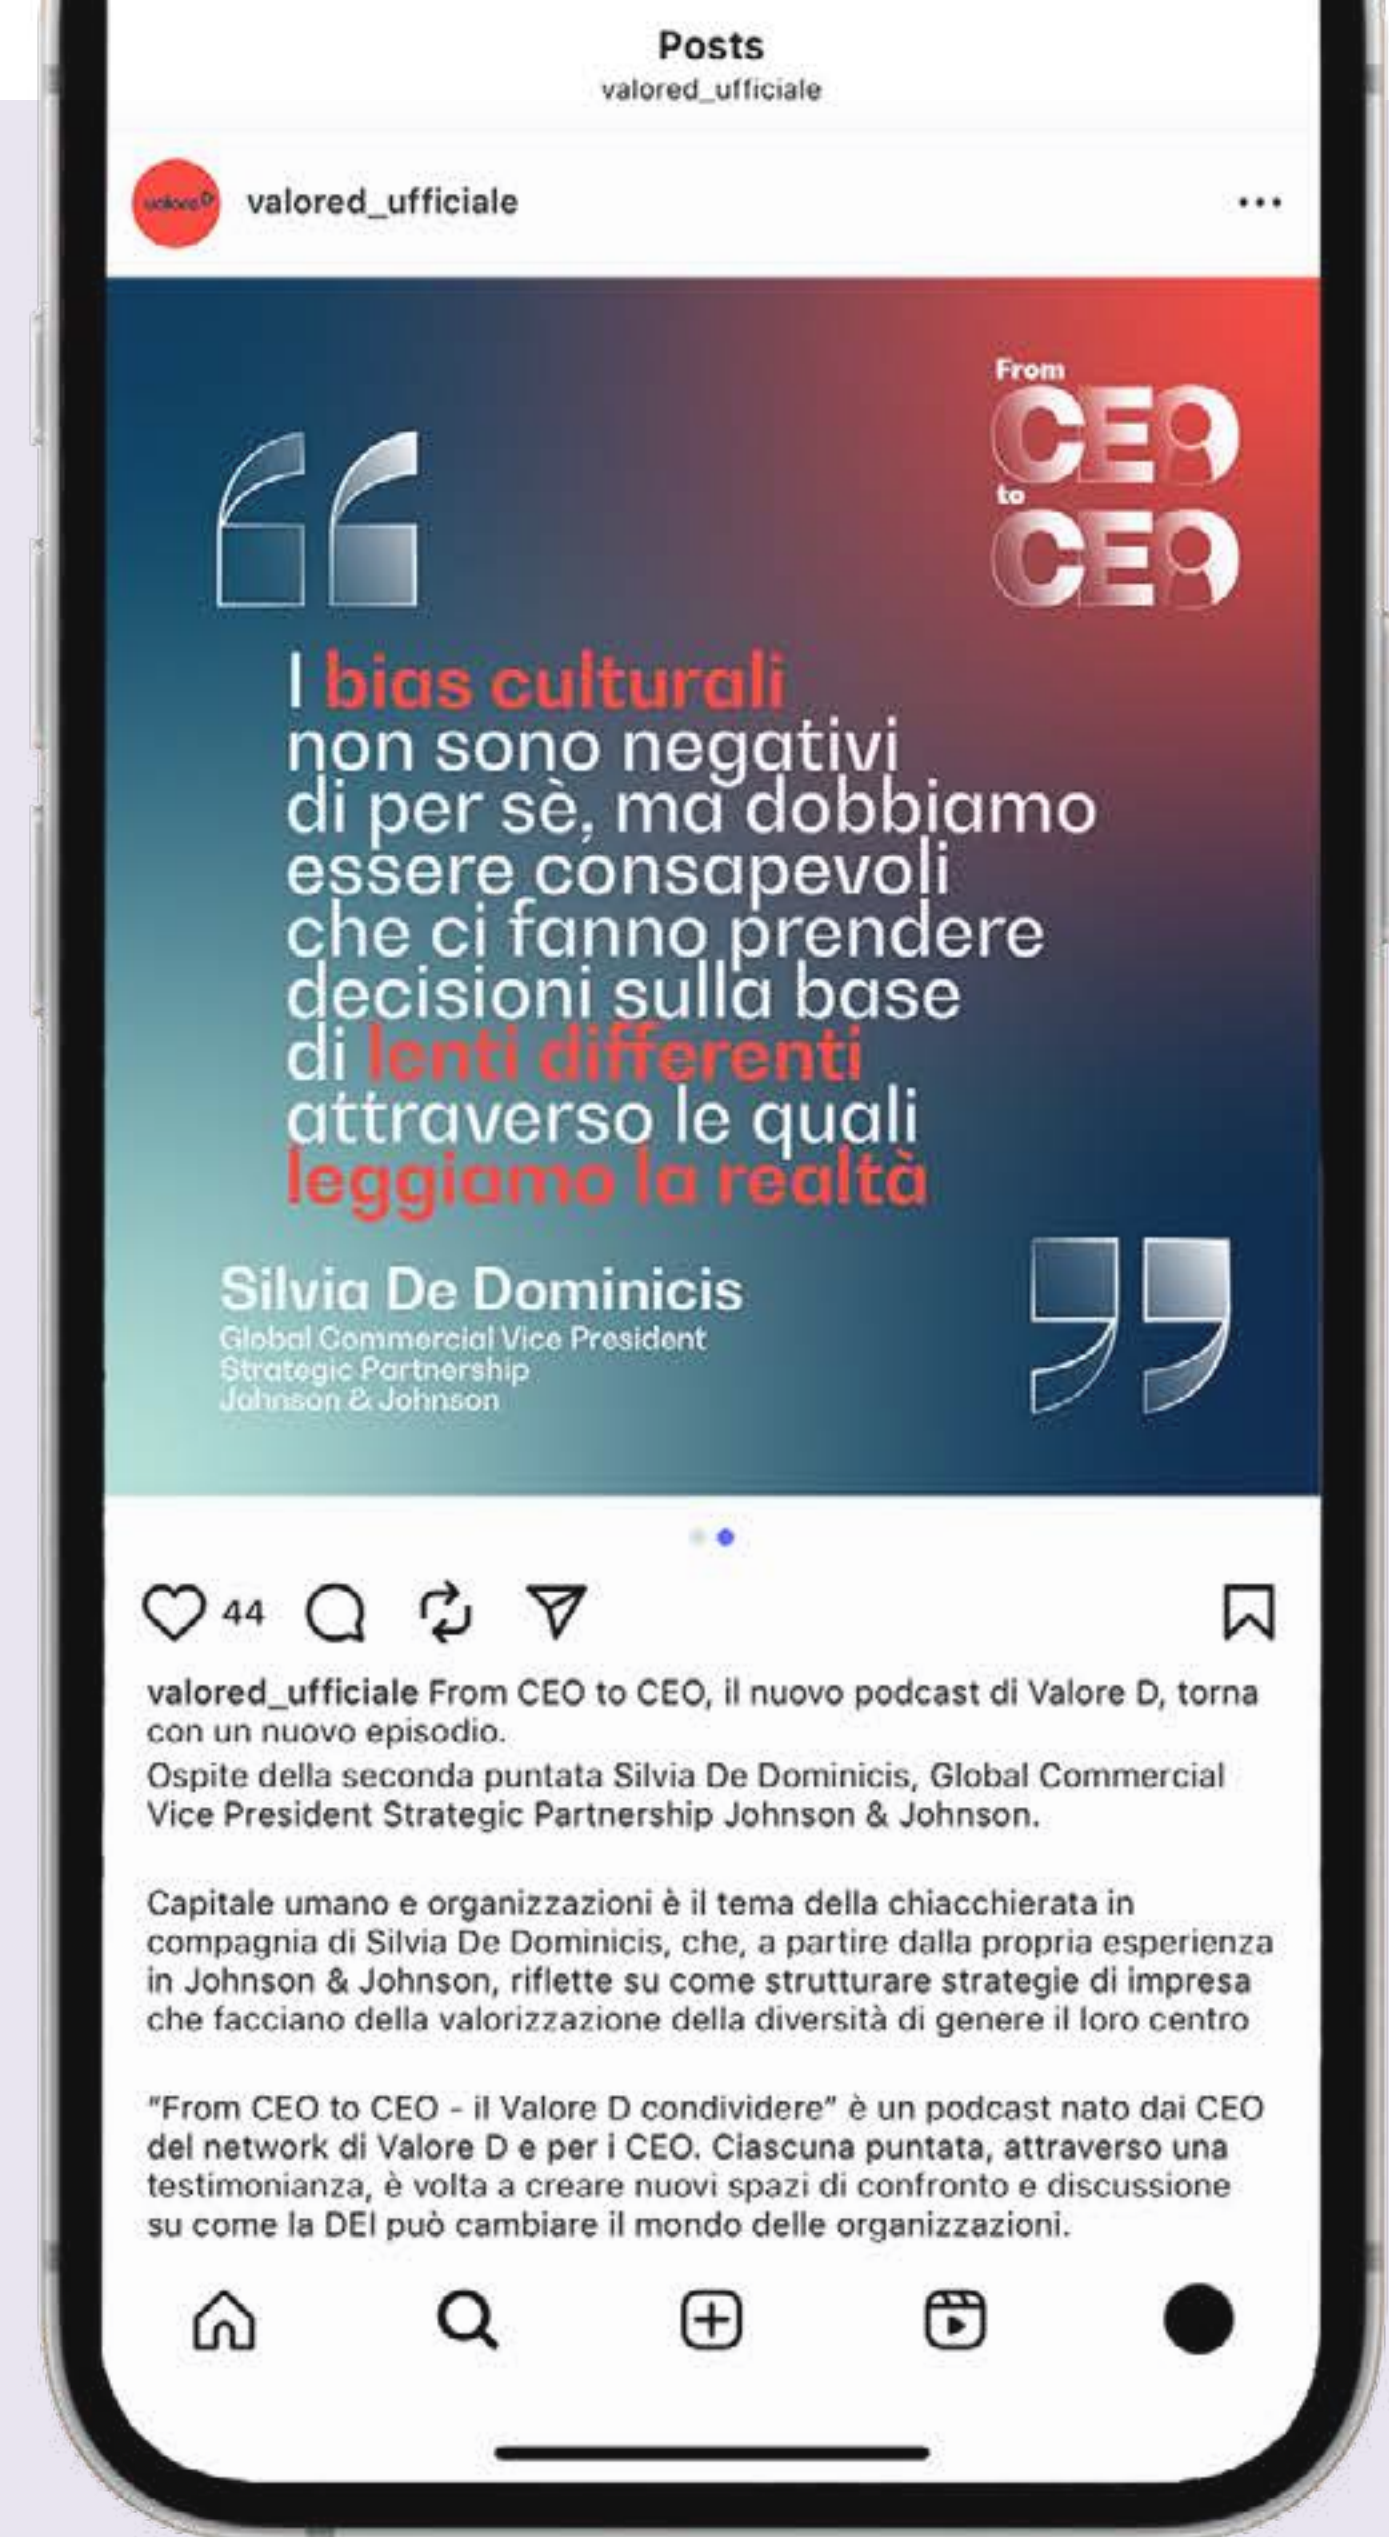 Posts
valored_ufficiale
valoreD
valored_ufficiale
From
CEO
to
CEO
I bias culturali
non sono negativi
di per sè, ma dobbiamo
essere consapevoli
che ci fanno prendere
decisioni sulla base
di lenti differenti
attraverso le quali
leggiamo la realtà
Silvia De Dominicis
Global Commercial Vice President
Strategic Partnership
Johnson & Johnson
44
valored_ufficiale From CEO to CEO, il nuovo podcast di Valore D, torna
con un nuovo episodio.
Ospite della seconda puntata Silvia De Dominicis, Global Commercial
Vice President Strategic Partnership Johnson & Johnson.
Capitale umano e organizzazioni è il tema della chiacchierata in
compagnia di Silvia De Dominicis, che, a partire dalla propria esperienza
in Johnson & Johnson, riflette su come strutturare strategie di impresa
che facciano della valorizzazione della diversità di genere il loro centro
"From CEO to CEO - il Valore D condividere" è un podcast nato dai CEO
del network di Valore D e per i CEO. Ciascuna puntata, attraverso una
testimonianza, è volta a creare nuovi spazi di confronto e discussione
su come la DEI può cambiare il mondo delle organizzazioni.